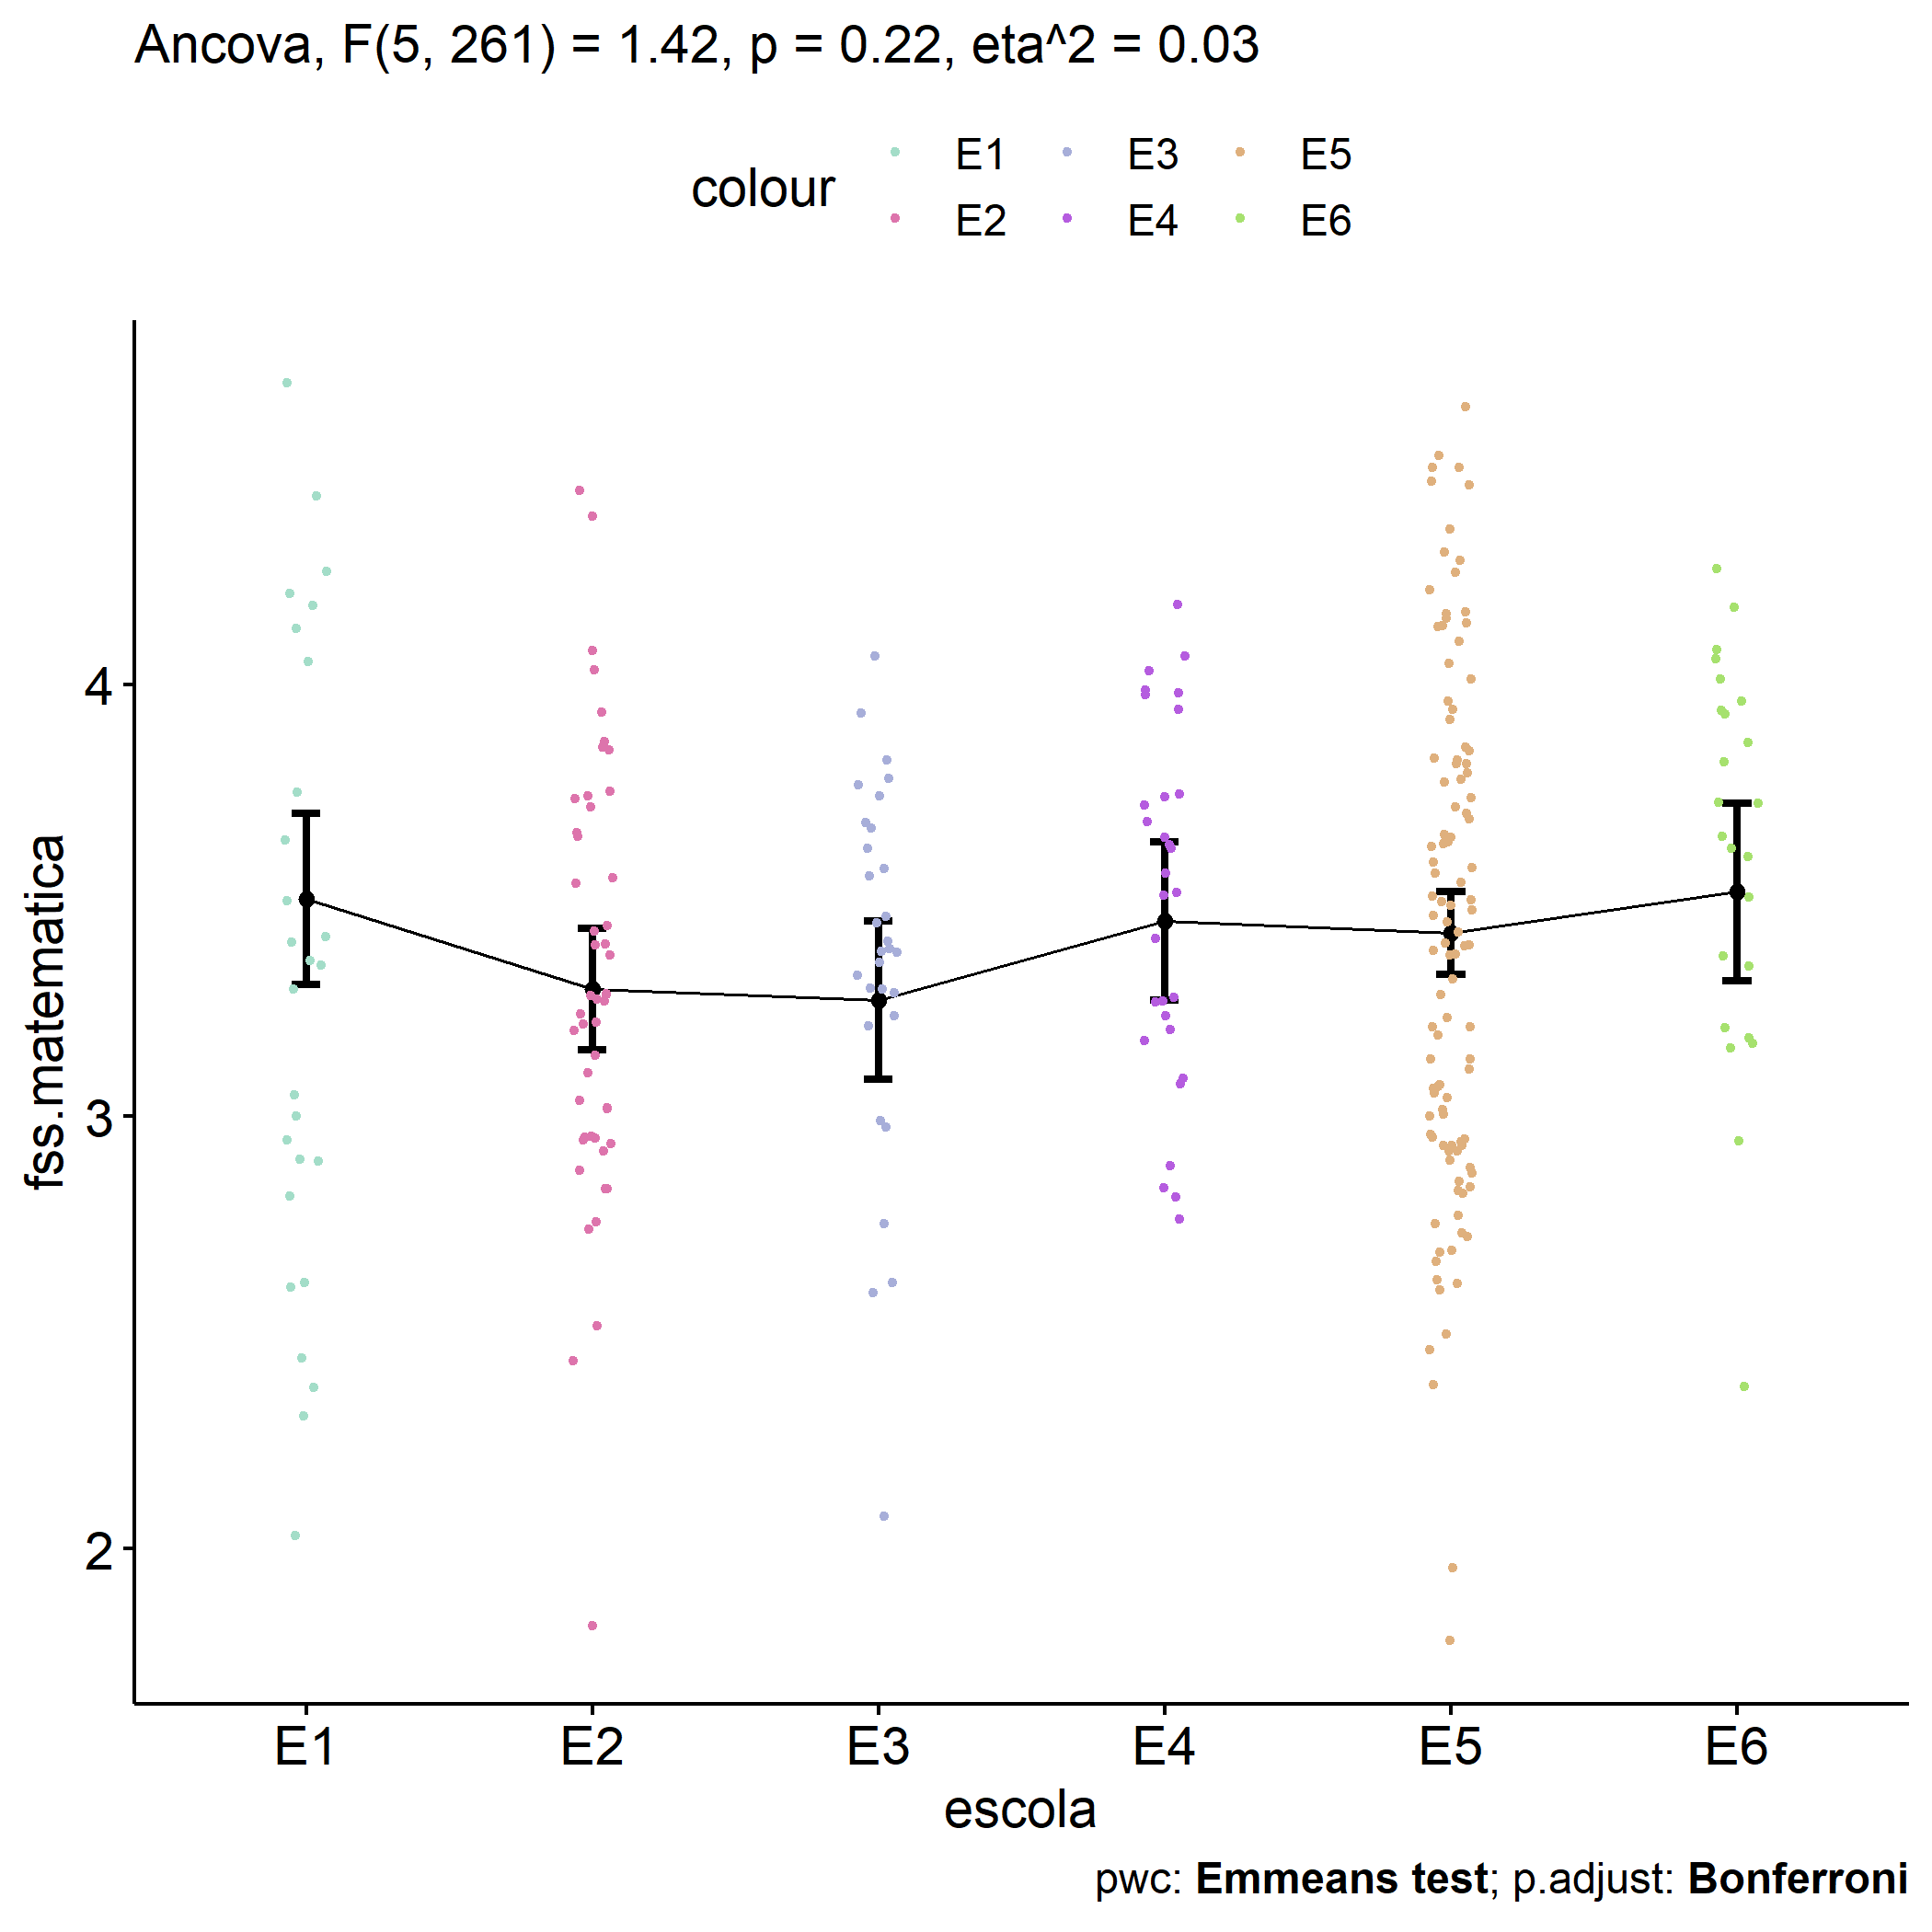 Ancova, F(5, 261) = 1.42, p = 0.22, eta^2 = 0.03
colour
E1 E3 E5
E2 E4 E6
fss.matematica
4
3
2
E1 E2 E3 E4 E5 E6
escola
pwc: Emmeans test; p.adjust: Bonferroni